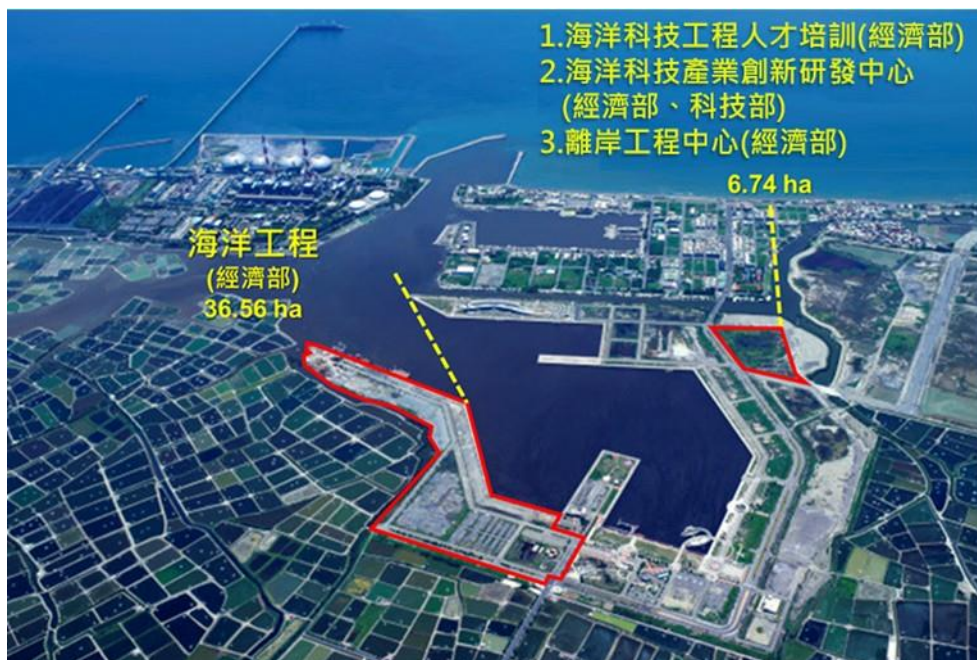 1.海洋科技工程人才培訓(經濟部)
2.海洋科技產業創新研發中心
(經濟部、科技部)
3.離岸工程中心(經濟部)
6.74 ha
海洋工程
(經濟部)
36.56 ha